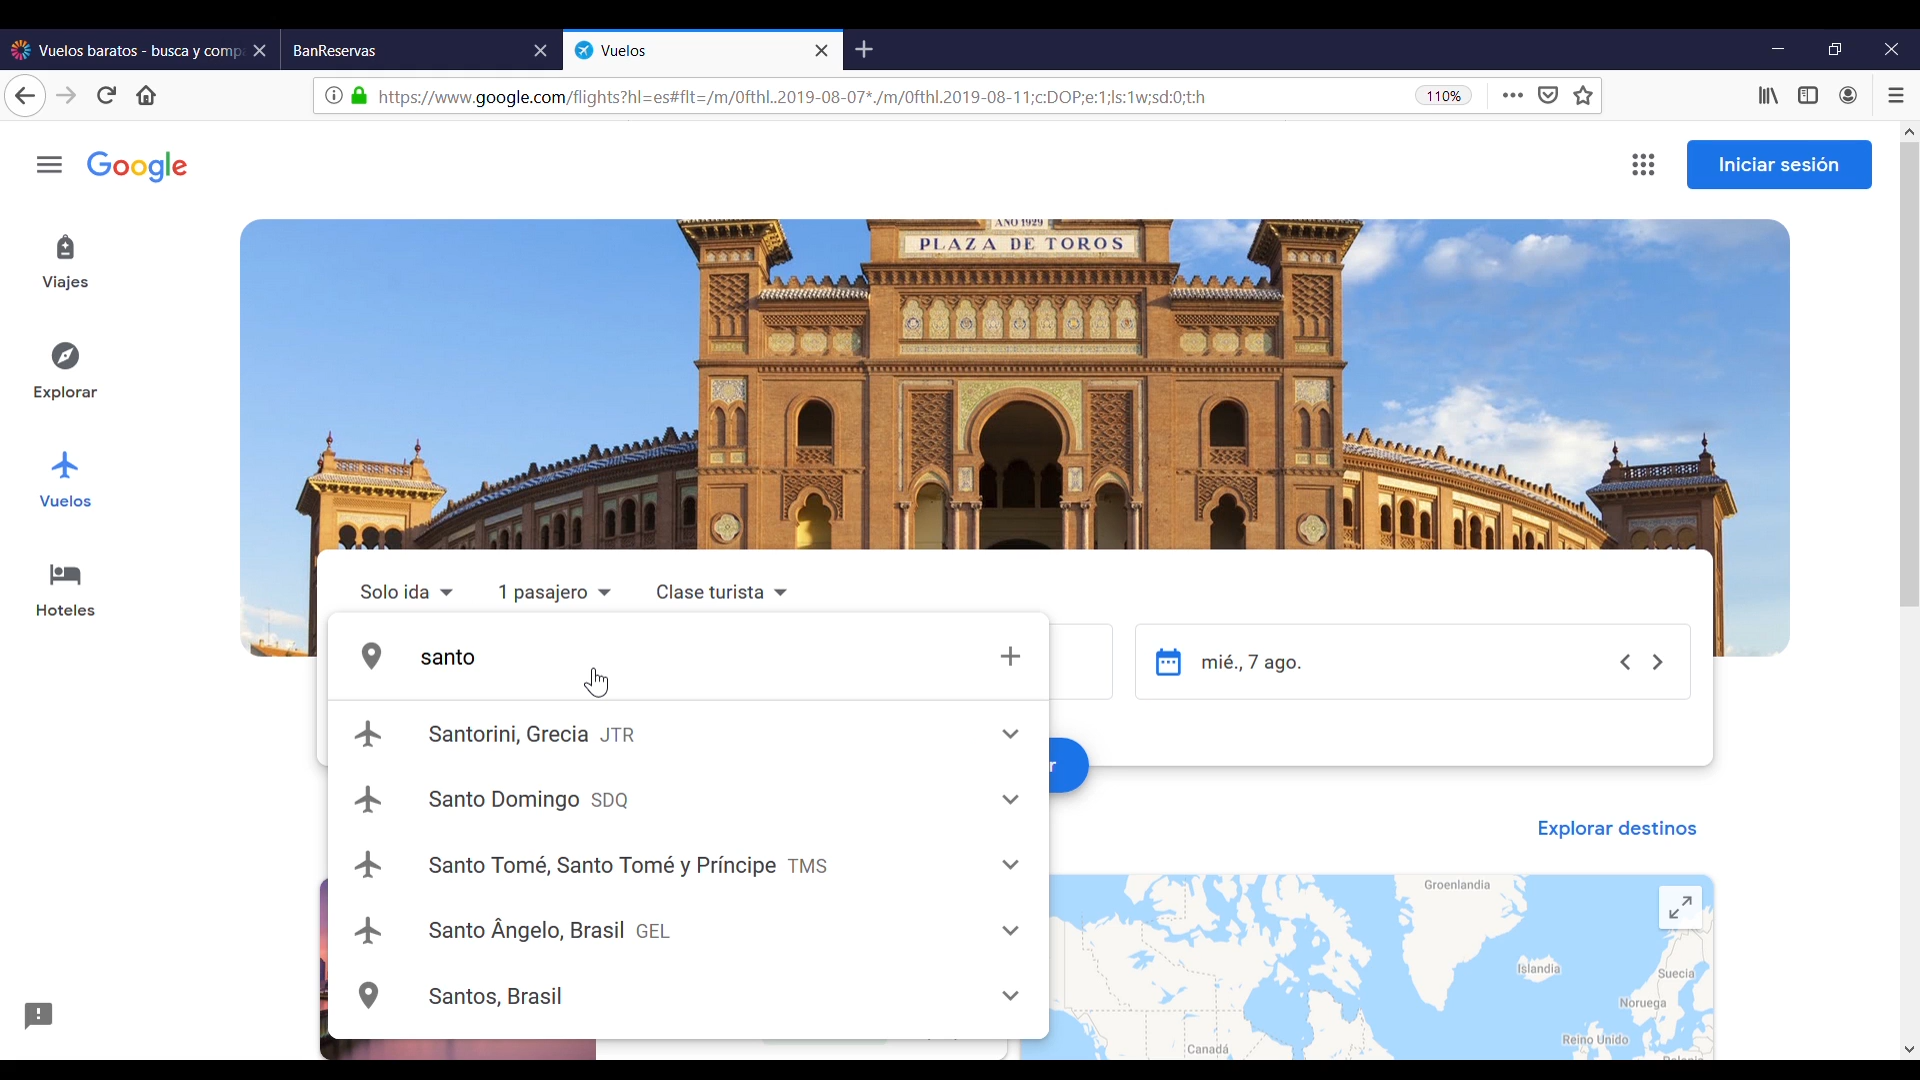 Vuelos baratos - busca y comp
BanReservas
Vuelos
https://www.google.com/flights?hl=es#flt=/m/0fthl..2019-08-07*./m/0fthl.2019-08-11;c:DOP;e:1;ls:1w;sd:0;t:h
110%
Google
Iniciar sesión
Viajes
Explorar
Vuelos
Hoteles
AÑO 1929
PLAZA DE TOROS
Solo ida
1 pasajero
Clase turista
santo
mié., 7 ago.
Santorini, Grecia JTR
Santo Domingo SDQ
r
Santo Tomé, Santo Tomé y Príncipe TMS
Santo Ângelo, Brasil GEL
Santos, Brasil
Explorar destinos
Groenlandia
Islandia
Suecia
Noruega
Reino Unido
Canadá